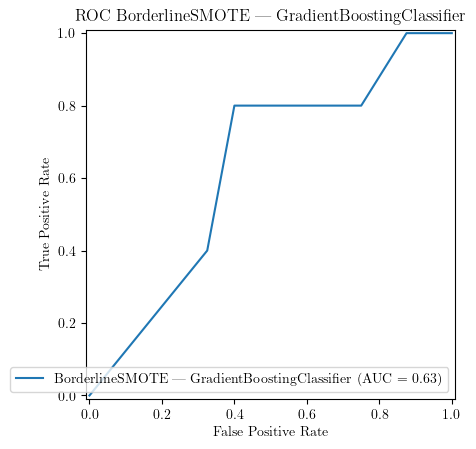 ROC BorderlineSMOTE — GradientBoostingClassifier
1.0
0.8
0.6
0.4
0.2
0.0
True Positive Rate
BorderlineSMOTE — GradientBoostingClassifier (AUC = 0.63)
0.0 0.2 0.4 0.6 0.8 1.0
False Positive Rate